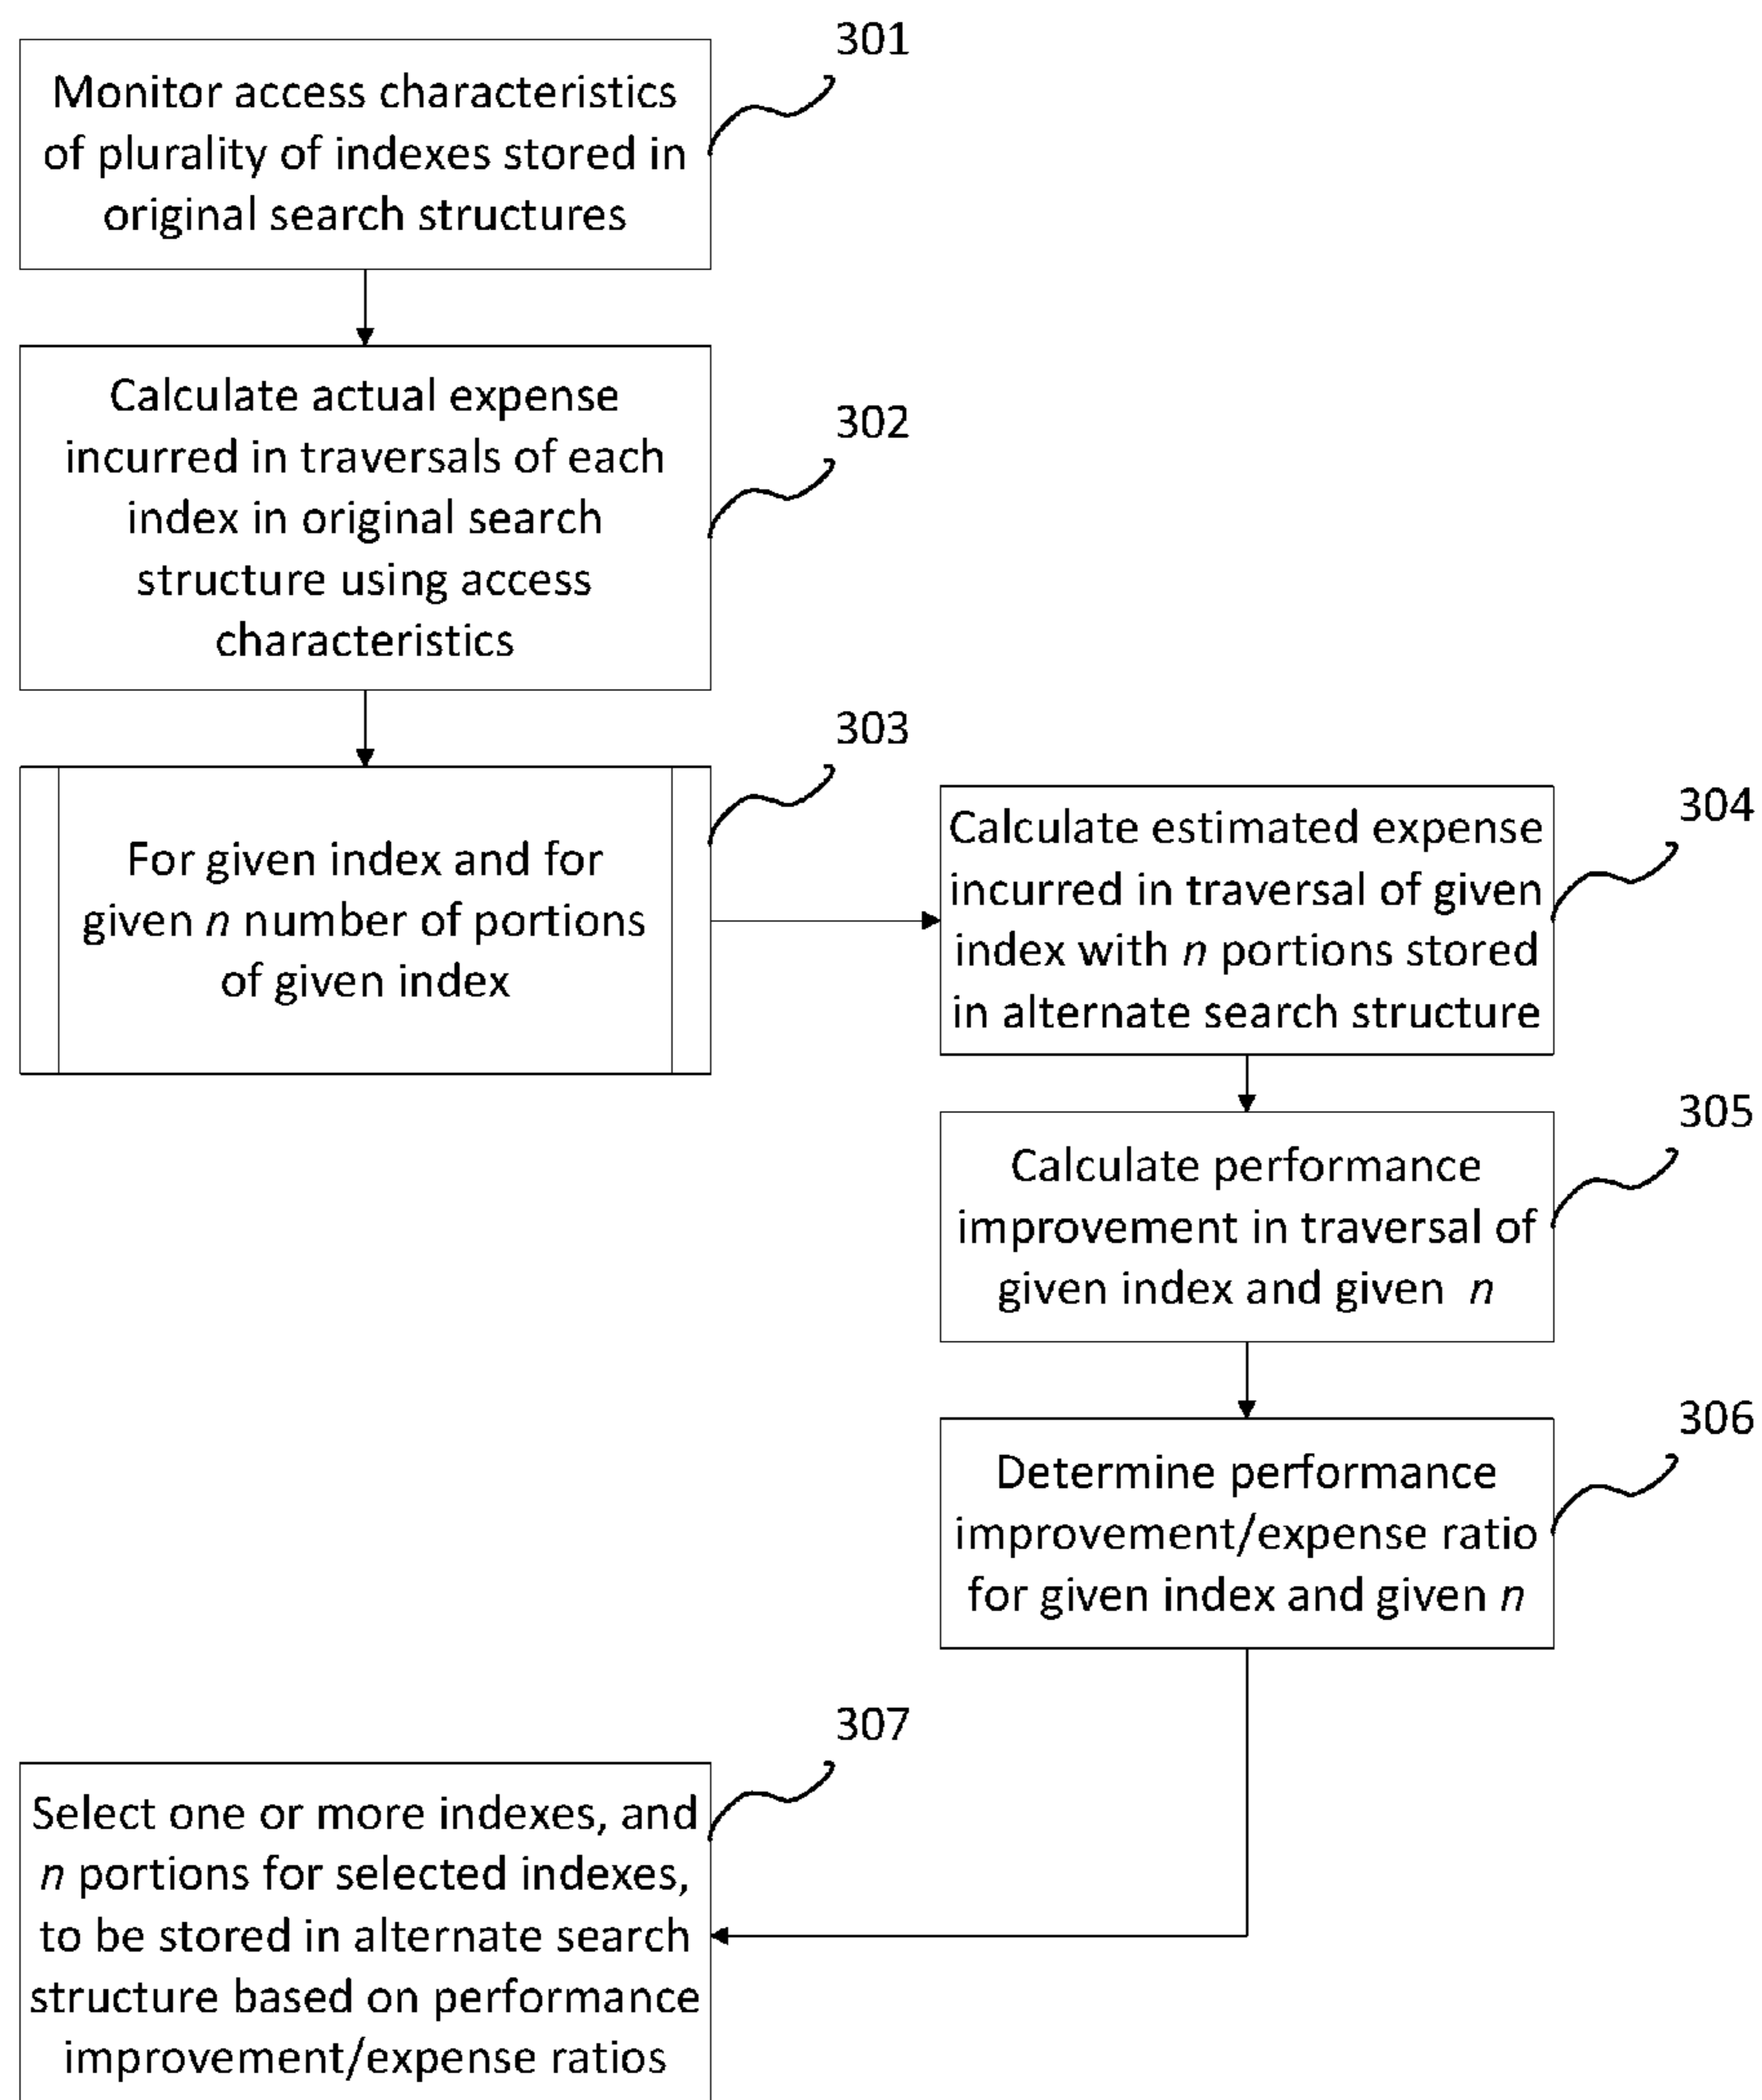 301
Monitor access characteristics
of plurality of indexes stored in
original search structures
302
Calculate actual expense
incurred in traversals of each
index in original search
structure using access
characteristics
303
For given index and for
given n number of portions
of given index
304
Calculate estimated expense
incurred in traversal of given
index with n portions stored
in alternate search structure
305
Calculate performance
improvement in traversal of
given index and given n
306
Determine performance
improvement/expense ratio
for given index and given n
307
Select one or more indexes, and
n portions for selected indexes,
to be stored in alternate search
structure based on performance
improvement/expense ratios